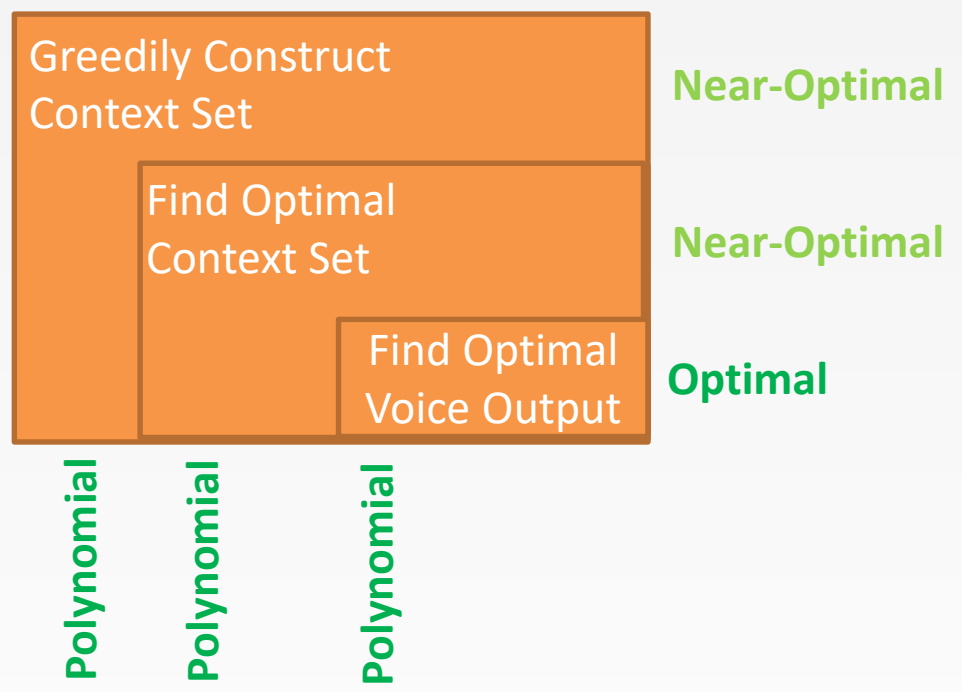 Greedily Construct
Context Set
Near-Optimal
Find Optimal
Context Set
Near-Optimal
Find Optimal
Voice Output
Optimal
Polynomial
Polynomial
Polynomial